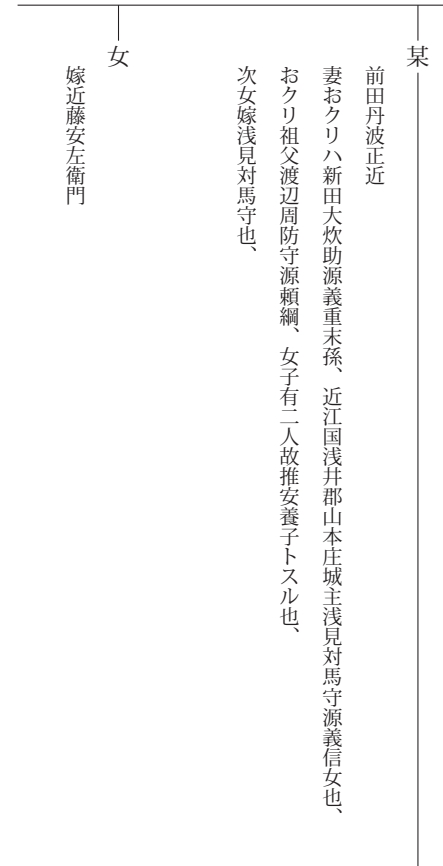 某
前田丹波正近
妻おクリハ新田大炊助源義重末孫、近江国浅井郡山本庄城主浅見対馬守源義信女也、
おクリ祖父渡辺周防守源頼綱、女子有二人故推安養子トスル也、
次女嫁浅見対馬守也、
女
嫁近藤安左衛門